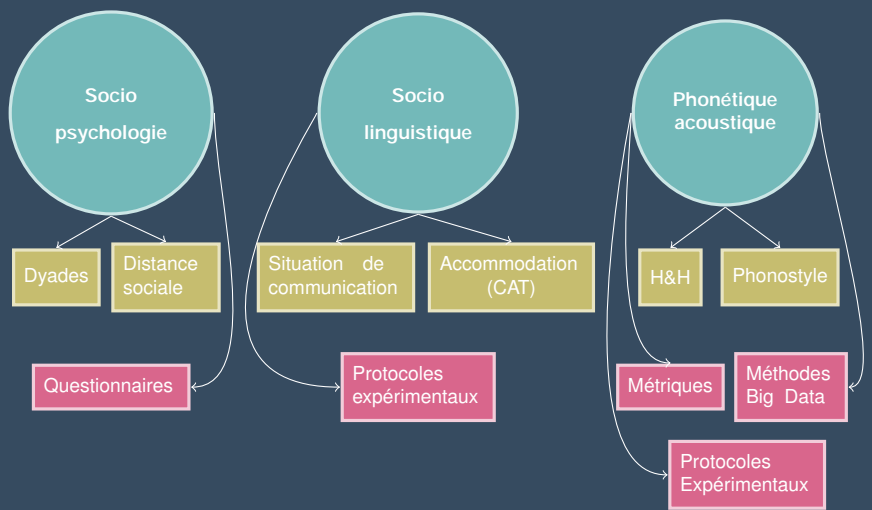 Socio
psychologie
Socio
linguistique
Phonétique
acoustique
Dyades
Distance
sociale
Situation de
communication
Accommodation
(CAT)
H&H
Phonostyle
Questionnaires
Protocoles
expérimentaux
Métriques
Méthodes
Big Data
Protocoles
Expérimentaux